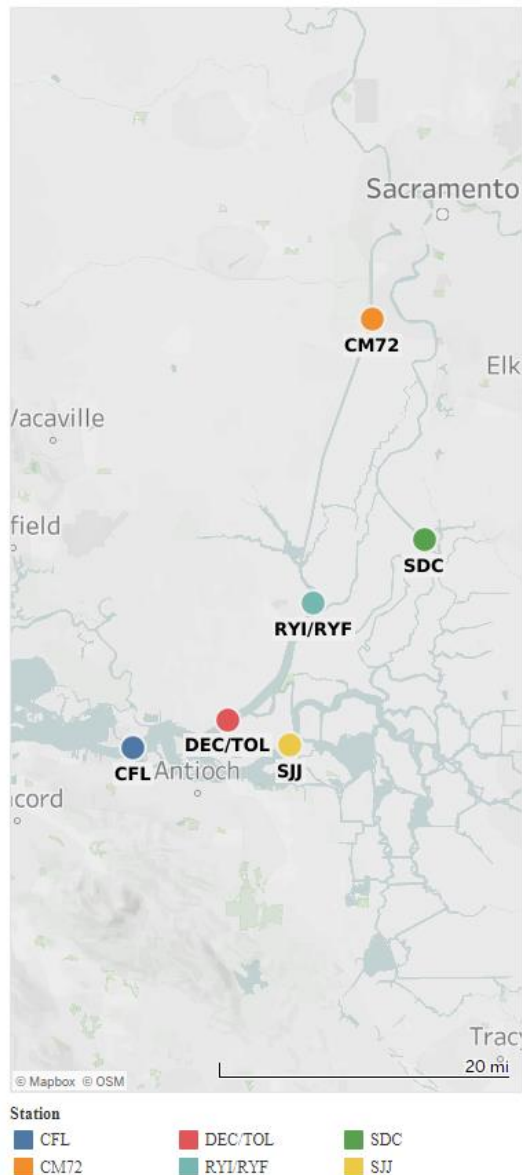 Sacramento
CM72
Elk
Vacaville
field
SDC
RYI/RYF
DEC/TOL
CFL
Antioch
SJJ
cord
Tracy
20 mi
© Mapbox © OSM
Station
CFL
DEC/TOL
SDC
CM72
RYI/RYF
SJJ